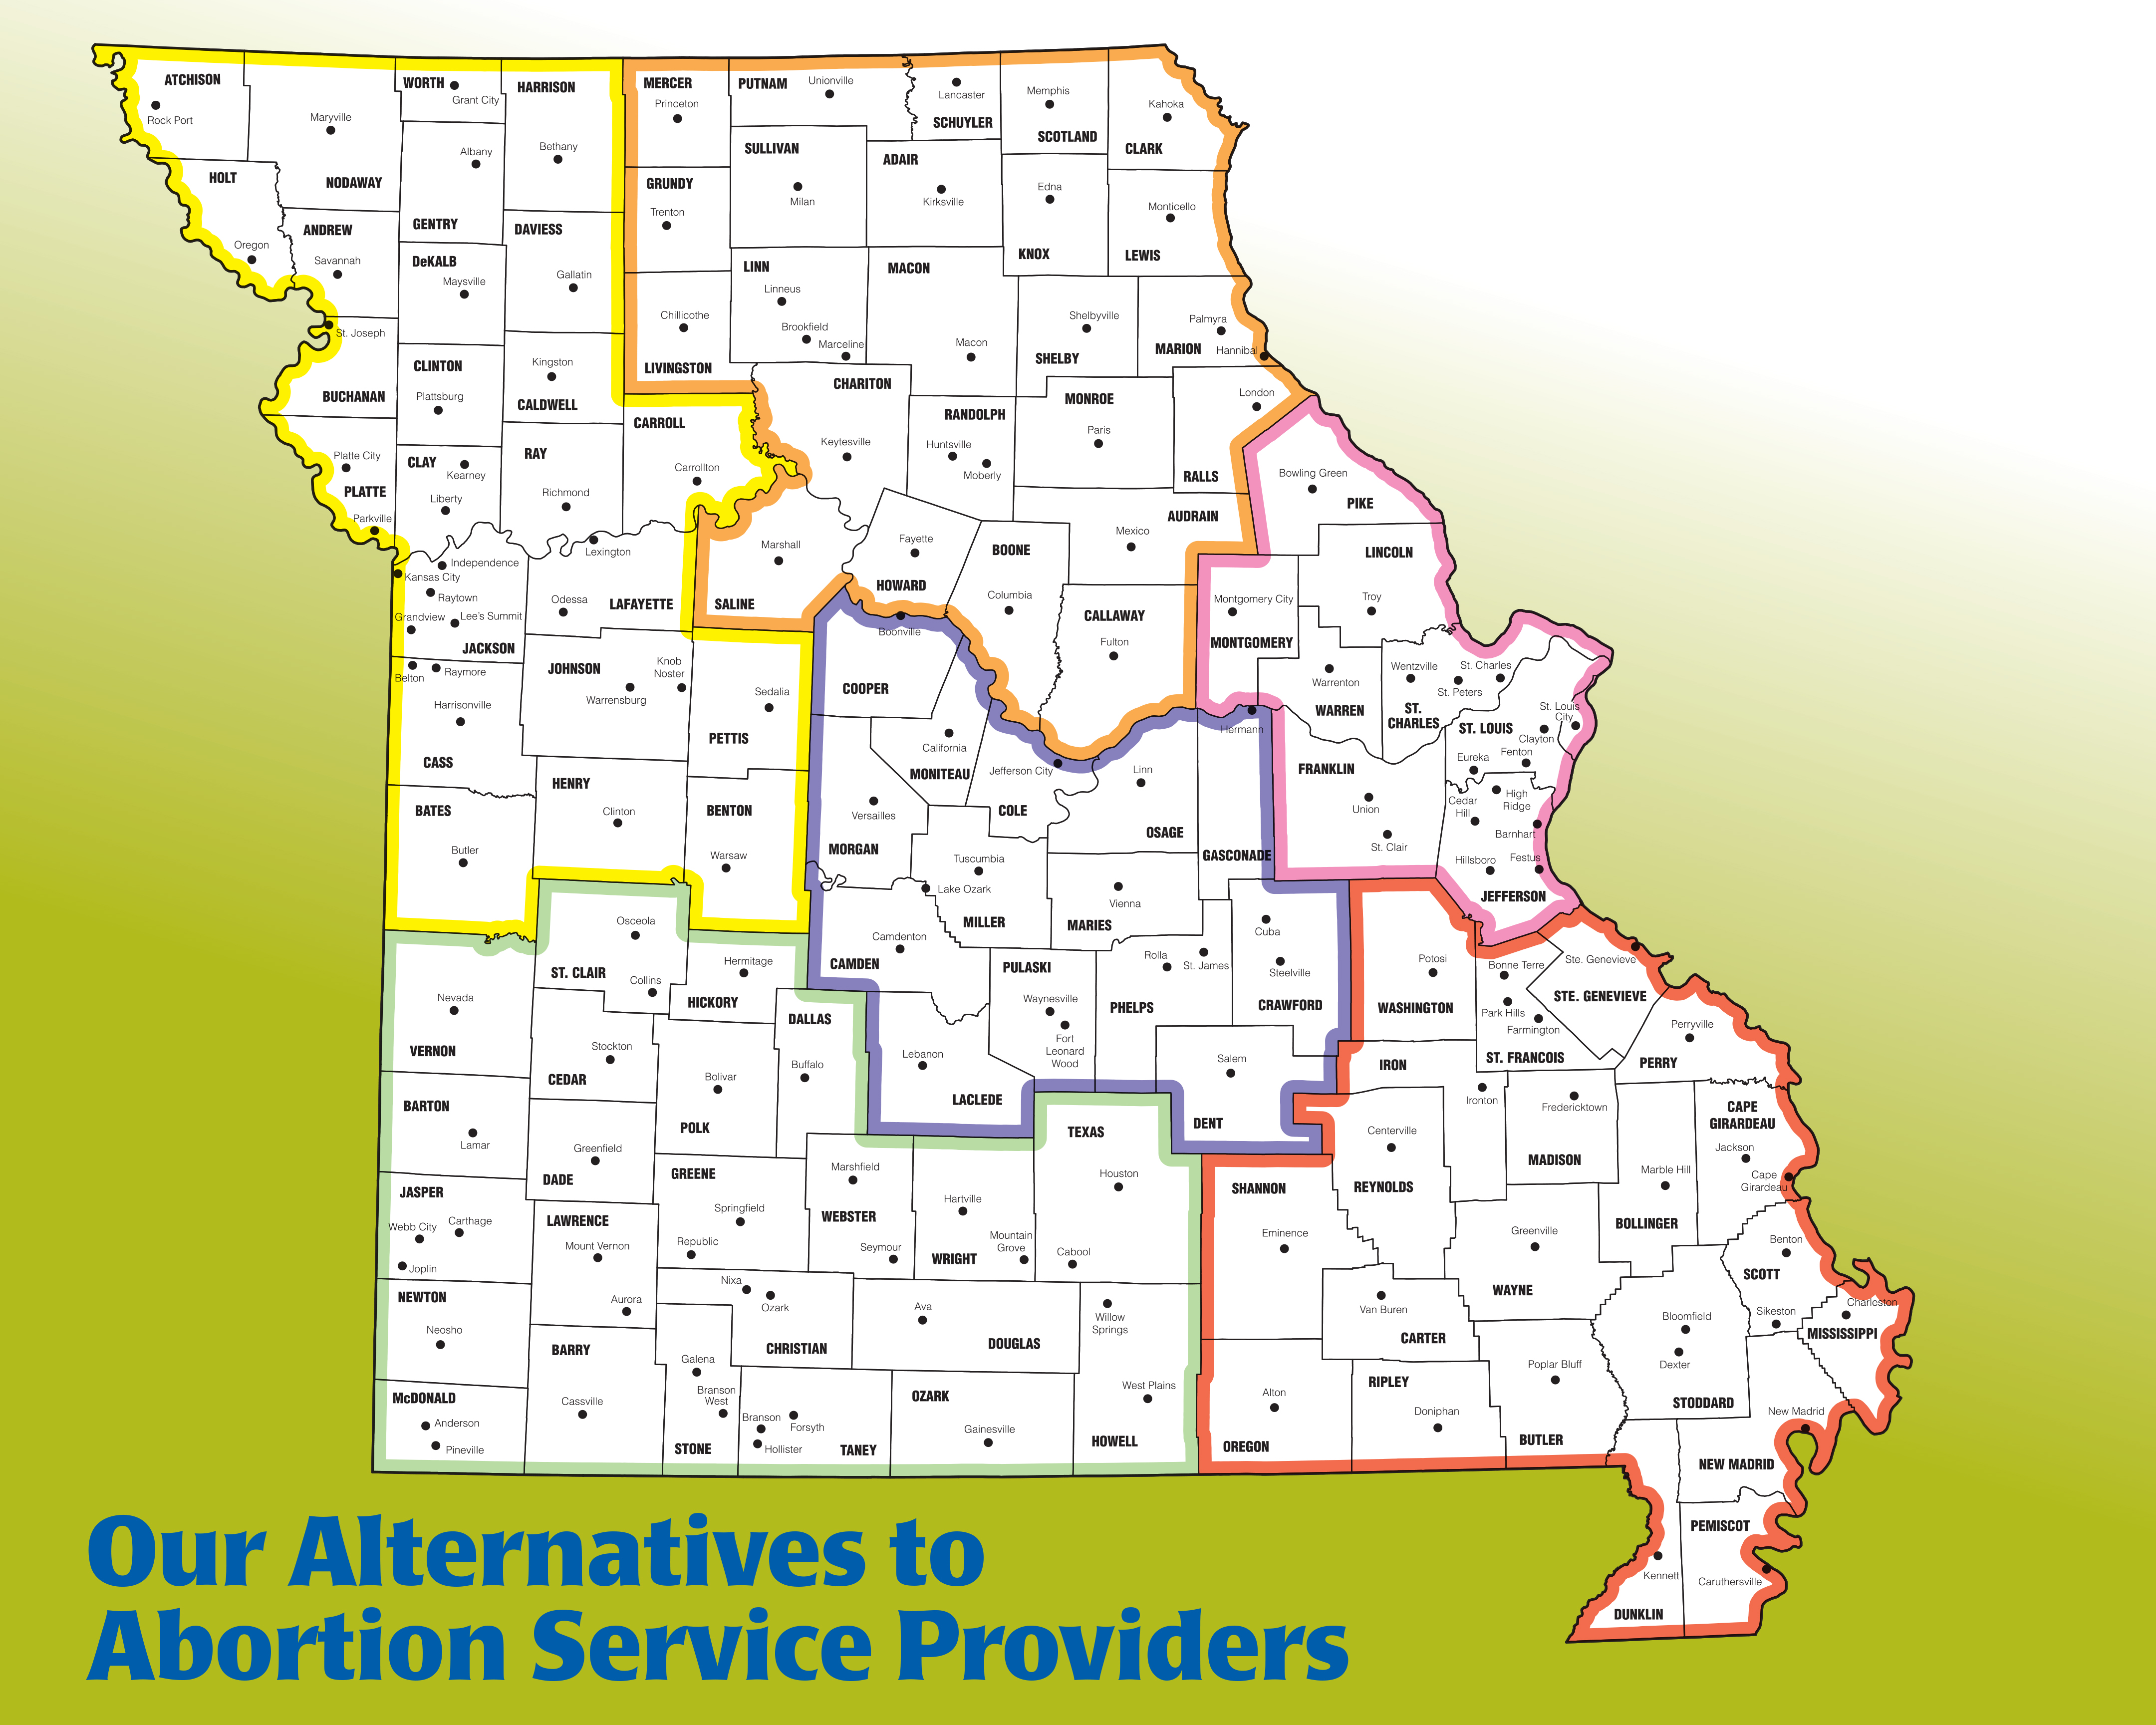 ATCHISON
Rock Port
Maryville
NODAWAY
WORTH
Grant City
HARRISON
Bethany
MERCER
Princeton
PUTNAM
Unionville
Lancaster
SCHUYLER
Memphis
SCOTLAND
Kahoka
CLARK
HOLT
Oregon
ANDREW
Savannah
Albany
GENTRY
DAVIESS
Gallatin
GRUNDY
Trenton
SULLIVAN
Milan
ADAIR
Kirksville
Edna
KNOX
Monticello
LEWIS
DeKALB
Maysville
LINN
Linneus
Brookfield
Marceline
MACON
Macon
Shelbyville
SHELBY
Palmyra
MARION
Hannibal
St. Joseph
BUCHANAN
CLINTON
Plattsburg
Kingston
CALDWELL
Chillicothe
LIVINGSTON
CHARITON
Keytesville
RANDOLPH
Huntsville
Moberly
MONROE
Paris
London
RALLS
Platte City
PLATTE
Parkville
CLAY
Kearney
Liberty
RAY
Richmond
CARROLL
Carrollton
Bowling Green
PIKE
AUDRAIN
Mexico
Independence
Kansas City
Raytown
Grandview
Lee's Summit
JACKSON
Lexington
Odessa
LAFAYETTE
Marshall
SALINE
Fayette
HOWARD
BOONE
Columbia
CALLAWAY
Fulton
LINCOLN
Troy
Montgomery City
MONTGOMERY
Belton
Raymore
Harrisonville
CASS
JOHNSON
Warrensburg
Knob
Noster
Sedalia
PETTIS
Boonville
COOPER
California
MONITEAU
Jefferson City
COLE
Linn
OSAGE
Hermann
GASCONADE
Warrenton
WARREN
Wentzville
St. Charles
St. Peters
ST.
CHARLES
ST. LOUIS
St. Louis
City
Clayton
Fenton
Eureka
FRANKLIN
Union
St. Clair
High
Ridge
Cedar
Hill
Barnhart
Hillsboro
Festus
JEFFERSON
BATES
Butler
HENRY
Clinton
BENTON
Warsaw
Versailles
MORGAN
Tuscumbia
Lake Ozark
MILLER
Vienna
MARIES
Osceola
ST. CLAIR
Collins
Hermitage
HICKORY
Camdenton
CAMDEN
PULASKI
Waynesville
Fort
Leonard
Wood
Rolla
St. James
PHELPS
Cuba
Steelville
CRAWFORD
Potosi
WASHINGTON
Bonne Terre
Park Hills
Farmington
ST. FRANCOIS
Ste. Genevieve
STE. GENEVIEVE
Perryville
PERRY
Nevada
VERNON
Stockton
CEDAR
Bolivar
POLK
DALLAS
Buffalo
Lebanon
LACLEDE
Salem
DENT
IRON
Ironton
Fredericktown
MADISON
CAPE
GIRARDEAU
Jackson
Cape
Girardeau
BARTON
Lamar
Greenfield
DADE
GREENE
Springfield
Republic
Marshfield
WEBSTER
Seymour
Hartville
Mountain
Grove
WRIGHT
TEXAS
Houston
Cabool
SHANNON
Eminence
Centerville
REYNOLDS
Marble Hill
BOLLINGER
Greenville
WAYNE
Benton
SCOTT
Sikeston
Charleston
MISSISSIPPI
JASPER
Webb City
Carthage
Joplin
LAWRENCE
Mount Vernon
Aurora
Nixa
Ozark
CHRISTIAN
Ava
DOUGLAS
Willow
Springs
Van Buren
CARTER
Bloomfield
Dexter
STODDARD
NEWTON
Neosho
BARRY
Cassville
Galena
Branson
West
STONE
Branson
Forsyth
Hollister
TANEY
OZARK
Gainesville
West Plains
HOWELL
Alton
OREGON
RIPLEY
Doniphan
Poplar Bluff
BUTLER
New Madrid
NEW MADRID
McDONALD
Anderson
Pineville
PEMISCOT
Kennett
Caruthersville
DUNKLIN
Our Alternatives to
Abortion Service Providers